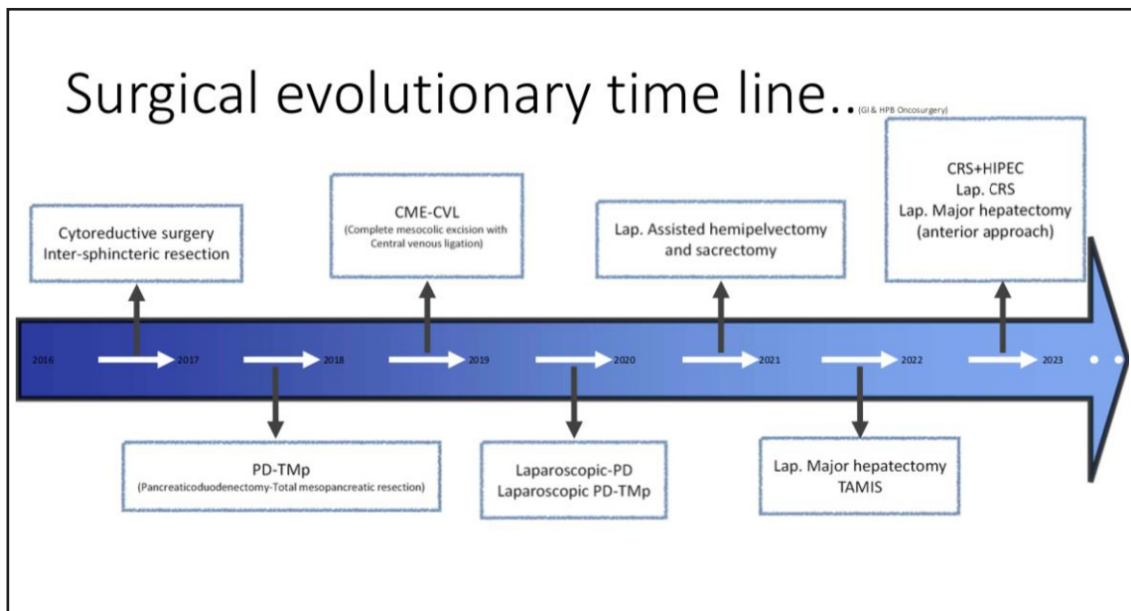 Surgical evolutionary time line.. (GI & HPB Oncosurgery)
Cytoreductive surgery
Inter-sphincteric resection
CME-CVL
(Complete mesocolic excision with
Central venous ligation)
Lap. Assisted hemipelvectomy
and sacrectomy
CRS+HIPEC
Lap. CRS
Lap. Major hepatectomy
(anterior approach)
2016 2017 2018 2019 2020 2021 2022 2023
PD-TMp
(Pancreaticoduodenectomy-Total mesopancreatic resection)
Laparoscopic-PD
Laparoscopic PD-TMp
Lap. Major hepatectomy
TAMIS